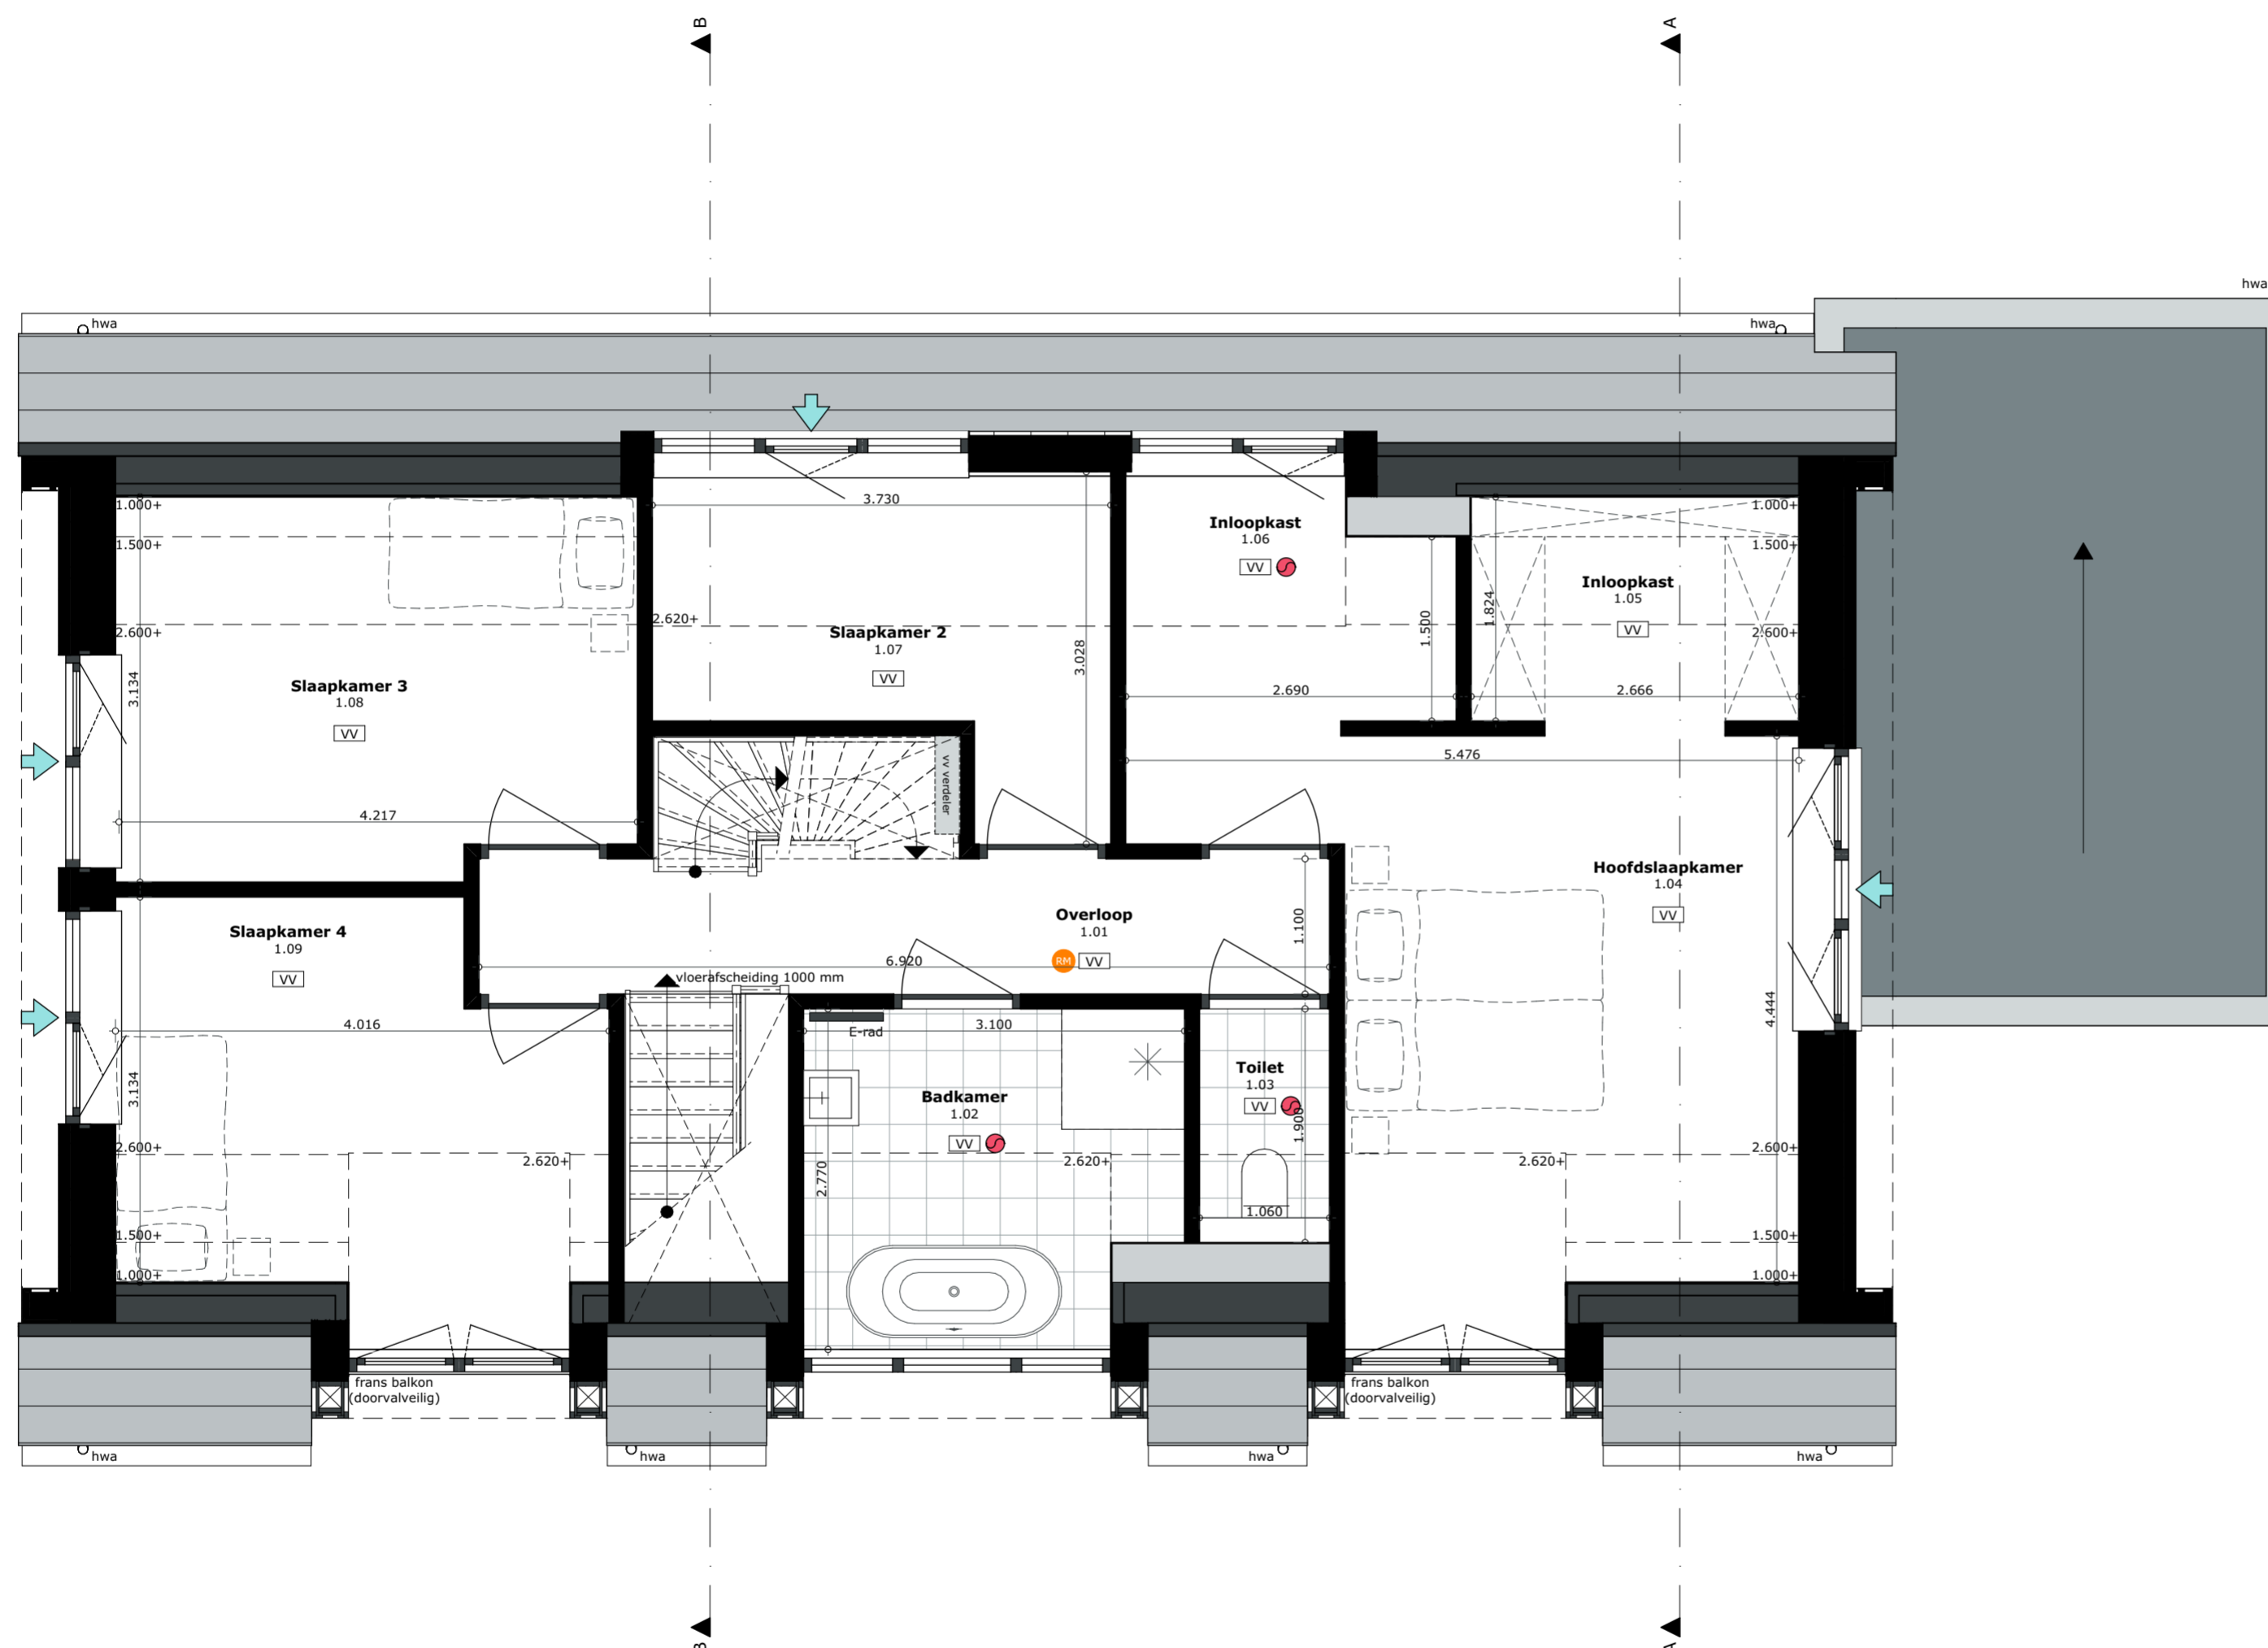 B
A
hwa
hwa
hwa
1.000+
1.500+
2.600+
3.134
Slaapkamer 3
1.08
VV
4.217
3.730
2.620+
Slaapkamer 2
1.07
VV
3.028
vv verdeler
Inloopkast
1.06
VV
1.500
2.690
1.824
Inloopkast
1.05
VV
2.666
1.000+
1.500+
2.600+
5.476
Hoofdslaapkamer
1.04
VV
4.444
Overloop
1.01
RM
VV
1.100
6.920
vloerafscheiding 1000 mm
Slaapkamer 4
1.09
VV
4.016
3.134
2.600+
1.500+
1.000+
2.620+
E-rad
3.100
Badkamer
1.02
VV
2.770
2.620+
Toilet
1.03
VV
1.900
1.060
2.620+
2.600+
1.500+
1.000+
frans balkon
(doorvalveilig)
frans balkon
(doorvalveilig)
hwa
hwa
hwa
hwa
B
A